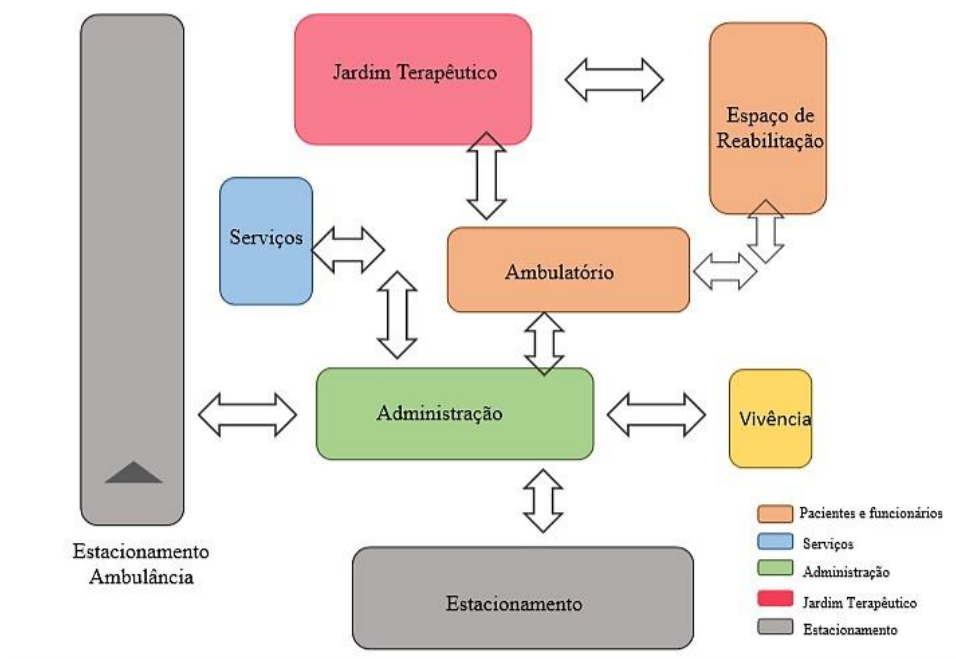 Jardim Terapêutico
Espaço de
Reabilitação
Serviços
Ambulatório
Administração
Vivência
Estacionamento
Ambulância
Estacionamento
Pacientes e funcionários
Serviços
Administração
Jardim Terapêutico
Estacionamento